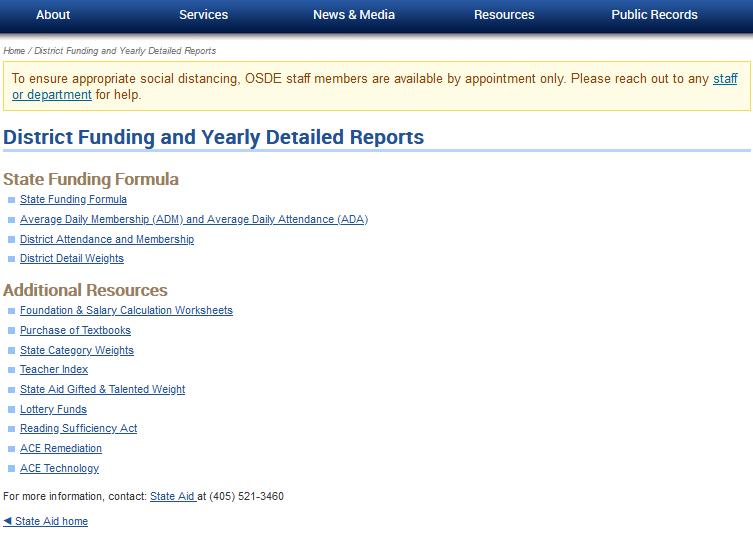 About Services News & Media Resources Public Records
Home / District Funding and Yearly Detailed Reports
To ensure appropriate social distancing, OSDE staff members are available by appointment only. Please reach out to any staff
or department for help.
District Funding and Yearly Detailed Reports
State Funding Formula
State Funding Formula
Average Daily Membership (ADM) and Average Daily Attendance (ADA)
District Attendance and Membership
District Detail Weights
Additional Resources
Foundation & Salary Calculation Worksheets
Purchase of Textbooks
State Category Weights
Teacher Index
State Aid Gifted & Talented Weight
Lottery Funds
Reading Sufficiency Act
ACE Remediation
ACE Technology
For more information, contact: State Aid at (405) 521-3460
◄ State Aid home